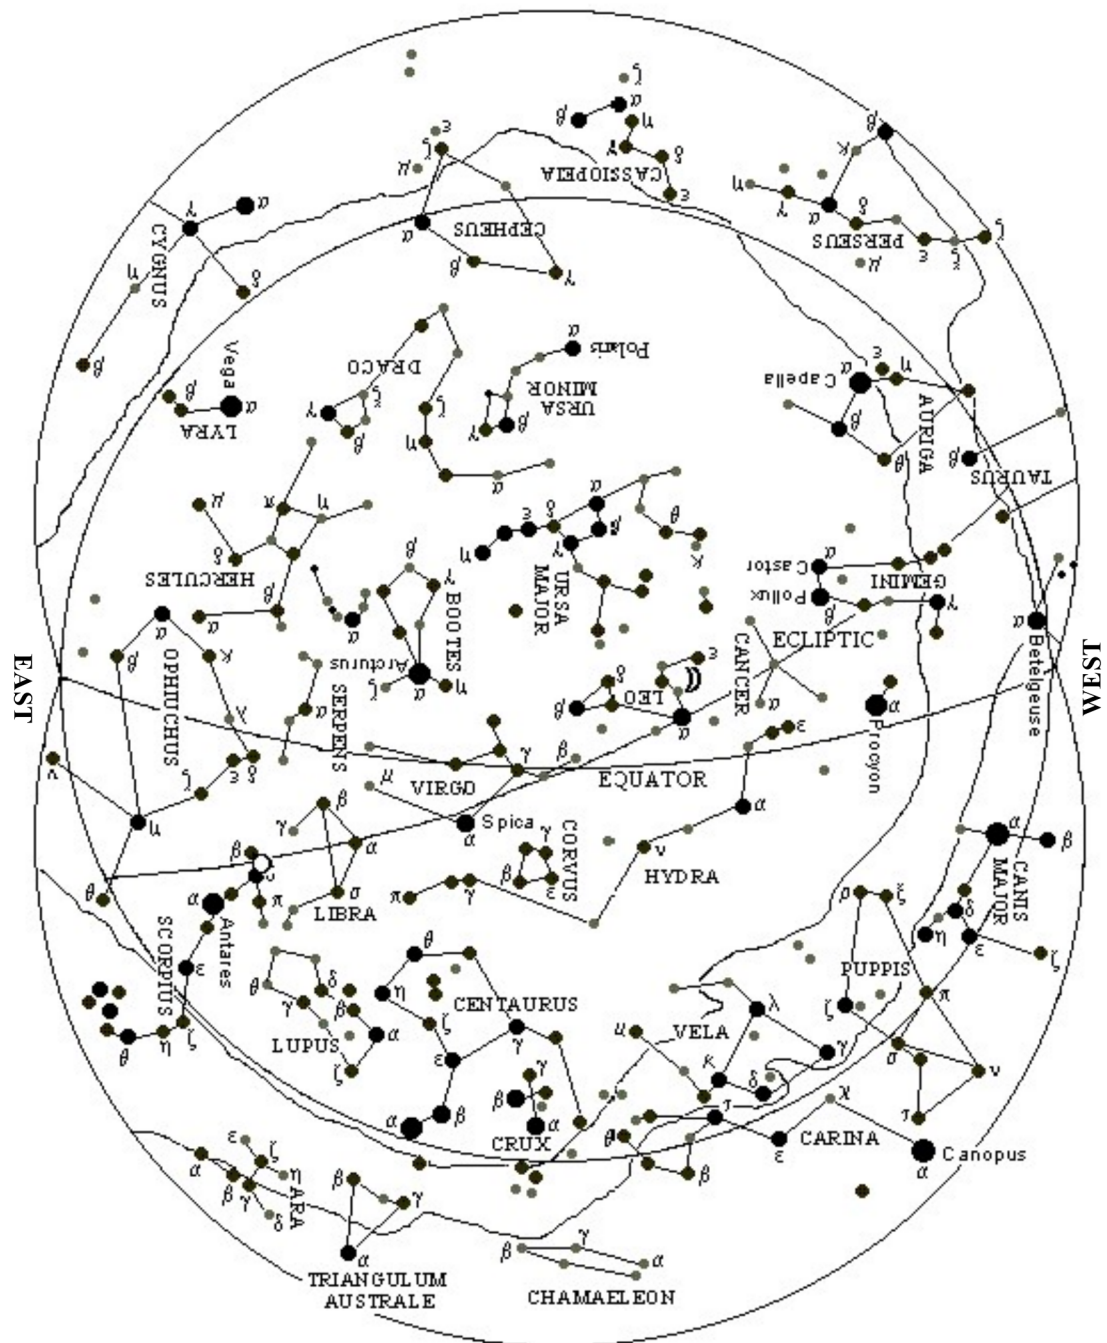 ζ
α
β
η
γ
δ
ε
CASSIOPEIA
ε
ζ
μ
α
β
γ
CEPHEUS
β
κ
η
γ
α
δ
ε
ξ
ζ
μ
PERSEUS
α
γ
η
δ
β
CYGNUS
Vega
α
β
LYRA
DRACO
γ
ξ
β
ζ
η
α
α
Polaris
URSA
MINOR
γ
β
ε
η
α
Capella
β
θ
AURIGA
β
TAURUS
μ
π
η
δ
HERCULES
β
α
η
ε
δ
α
β
γ
θ
κ
URSA
MAJOR
α
Castor
Pollux
β
γ
GEMINI
ECLIPTIC
α
Betelgeuse
WEST
EAST
α
β
κ
λ
OPHIUCHUS
ν
μ
ζ
ε
δ
θ
α
SERPENS
β
γ
α
BOOTES
Arcturus
α
ζ
η
δ
ε
LEO
β
α
CANCER
α
α
Procyon
ε
β
γ
VIRGO
EQUATOR
μ
α
Spica
β
γ
α
σ
LIBRA
γ
β
ε
CORVUS
π
γ
ν
α
HYDRA
α
β
CANIS
MAJOR
δ
η
ε
ζ
β
ν
π
α
Antares
SCORPIUS
ε
ζ
η
θ
θ
δ
γ
β
α
ζ
LUPUS
θ
η
ζ
ε
γ
CENTAURUS
α
β
γ
β
α
CRUX
μ
VELA
λ
κ
δ
γ
ρ
ξ
PUPPIS
ζ
π
σ
ν
τ
χ
θ
β
ε
CARINA
α
Canopus
ε
ζ
α
β
γ
η
δ
ARA
β
γ
α
TRIANGULUM
AUSTRALE
β
γ
α
CHAMAELEON